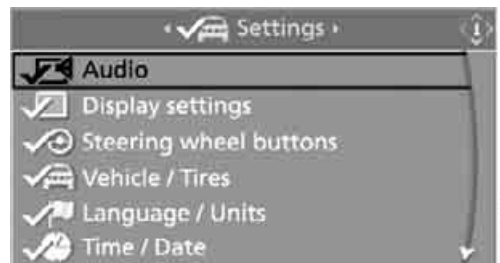 Settings
Audio
Display settings
Steering wheel buttons
Vehicle / Tires
Language / Units
Time / Date